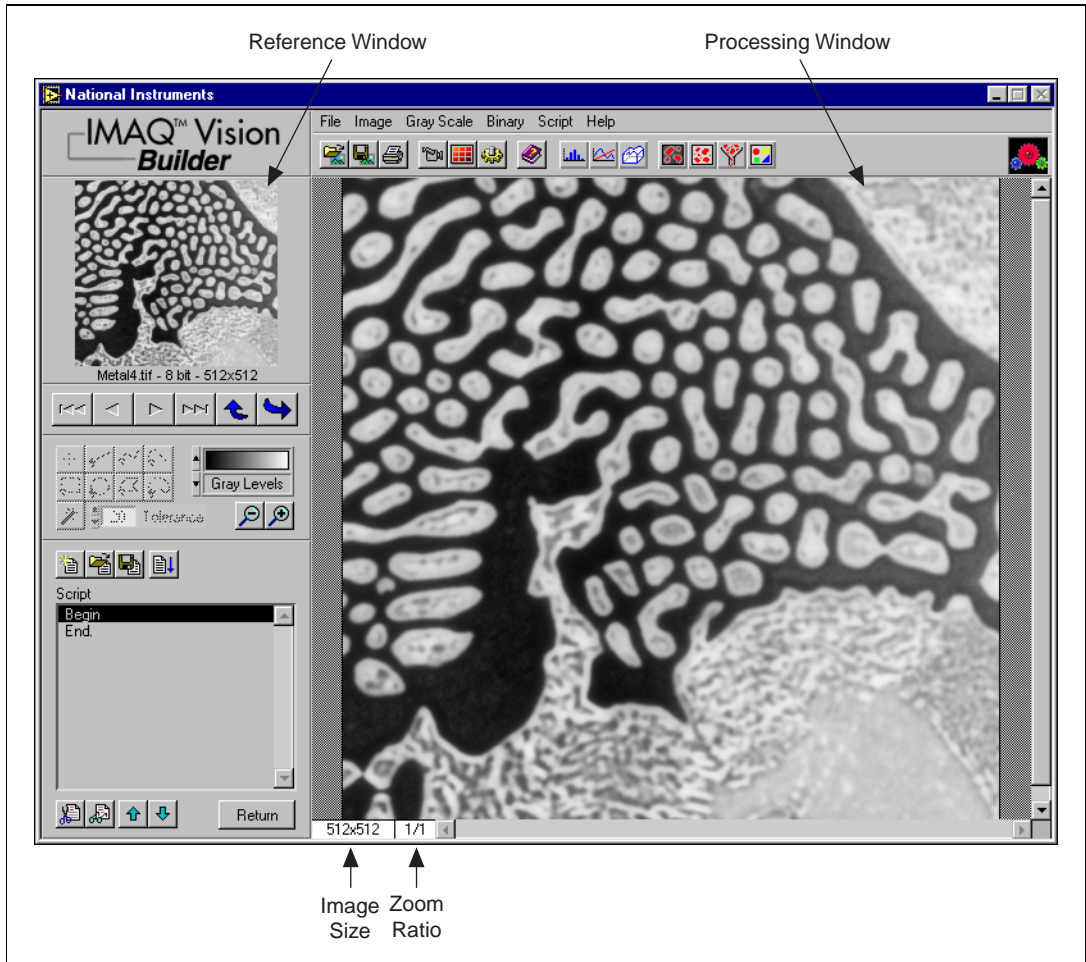 Reference Window
Processing Window
National Instruments
IMAQ™ Vision
Builder
File Image Gray Scale Binary Script Help
Metal4.tif - 8 bit - 512x512
Gray Levels
20 Tolerance
Script
Begin
End.
Return
512x512 1/1
Image Size
Zoom Ratio